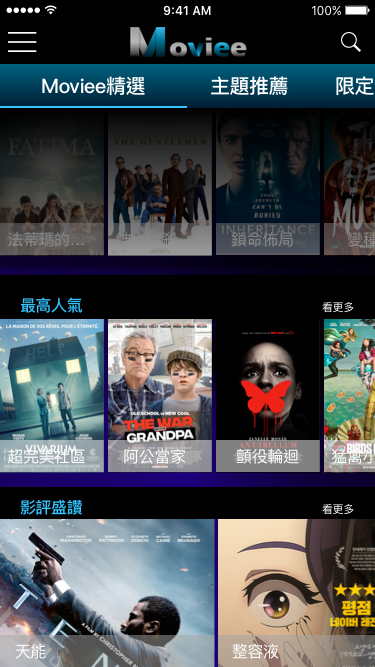 9:41 AM
100%
Moviee
Moviee精選
主題推薦
限定
FATIMA
THE GENTLEMEN
SOME SECRETS
CAN'T BE
BURIED
INHERITANCE
法蒂瑪的…
鎖命佈局
變種
最高人氣
看更多
LA MAISON DE VOS RÊVES, POUR L'ÉTERNITÉ.
HELP
VIVARIUM
OLD SCHOOL vs NEW COOL
THE WAR
WITH
GRANDPA
JANELLE MONÁE
ANTEBELLUM
BIRDS
超完美社區
阿公當家
顫役輪迴
猛禽小
影評盛讚
看更多
JOHN DAVID
WASHINGTON
ROBERT
PATTINSON
ELIZABETH
DEBICKI
MICHAEL
CAINE
KENNETH
BRANAGH
평점
네이버 레전
天能
整容液